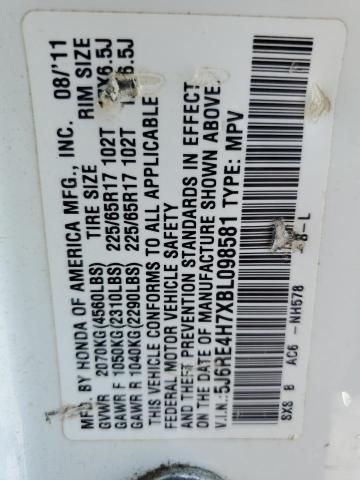 MFD. BY HONDA OF AMERICA MFG., INC. 08/'11
TIRE SIZE RIM SIZE
GVWR 2070KG(4560LBS)
GAWR F 1050KG(2310LBS) 225/65R17 102T 6.5J
GAWR R 1040KG(2290LBS) 225/65R17 102T 6.5J
THIS VEHICLE CONFORMS TO ALL APPLICABLE
FEDERAL MOTOR VEHICLE SAFETY
AND THEFT PREVENTION STANDARDS IN EFFECT
ON THE DATE OF MANUFACTURE SHOWN ABOVE.
V.I.N.:5J6RE4H7XBL098581 TYPE: MPV
SXS B AC6 -NH578 B-L